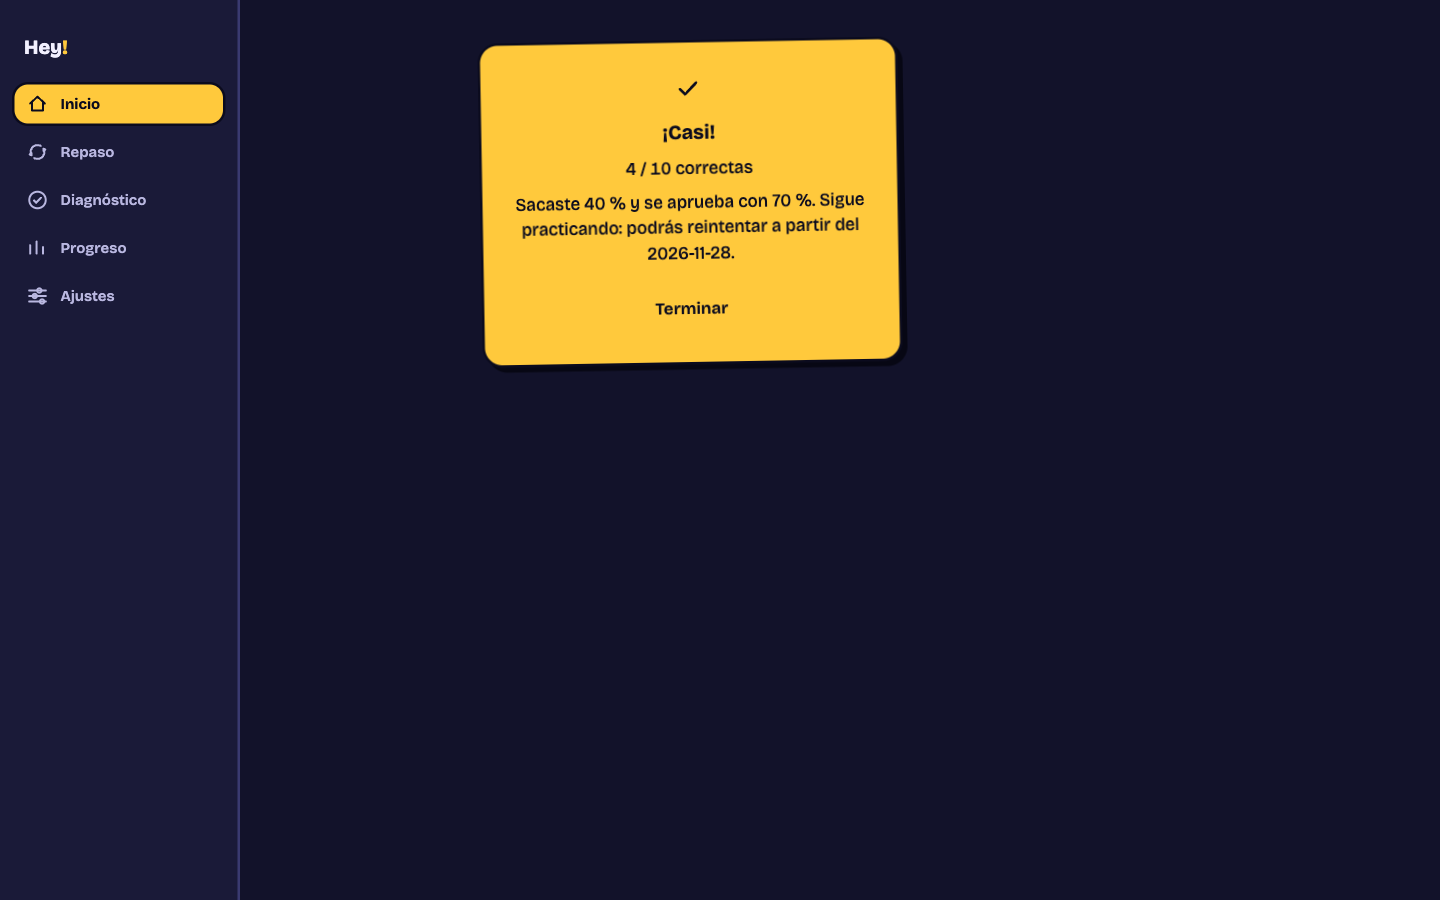 Hey!
Inicio
Repaso
Diagnóstico
Progreso
Ajustes
¡Casi!
4 / 10 correctas
Sacaste 40 % y se aprueba con 70 %. Sigue
practicando: podrás reintentar a partir del
2026-11-28.
Terminar